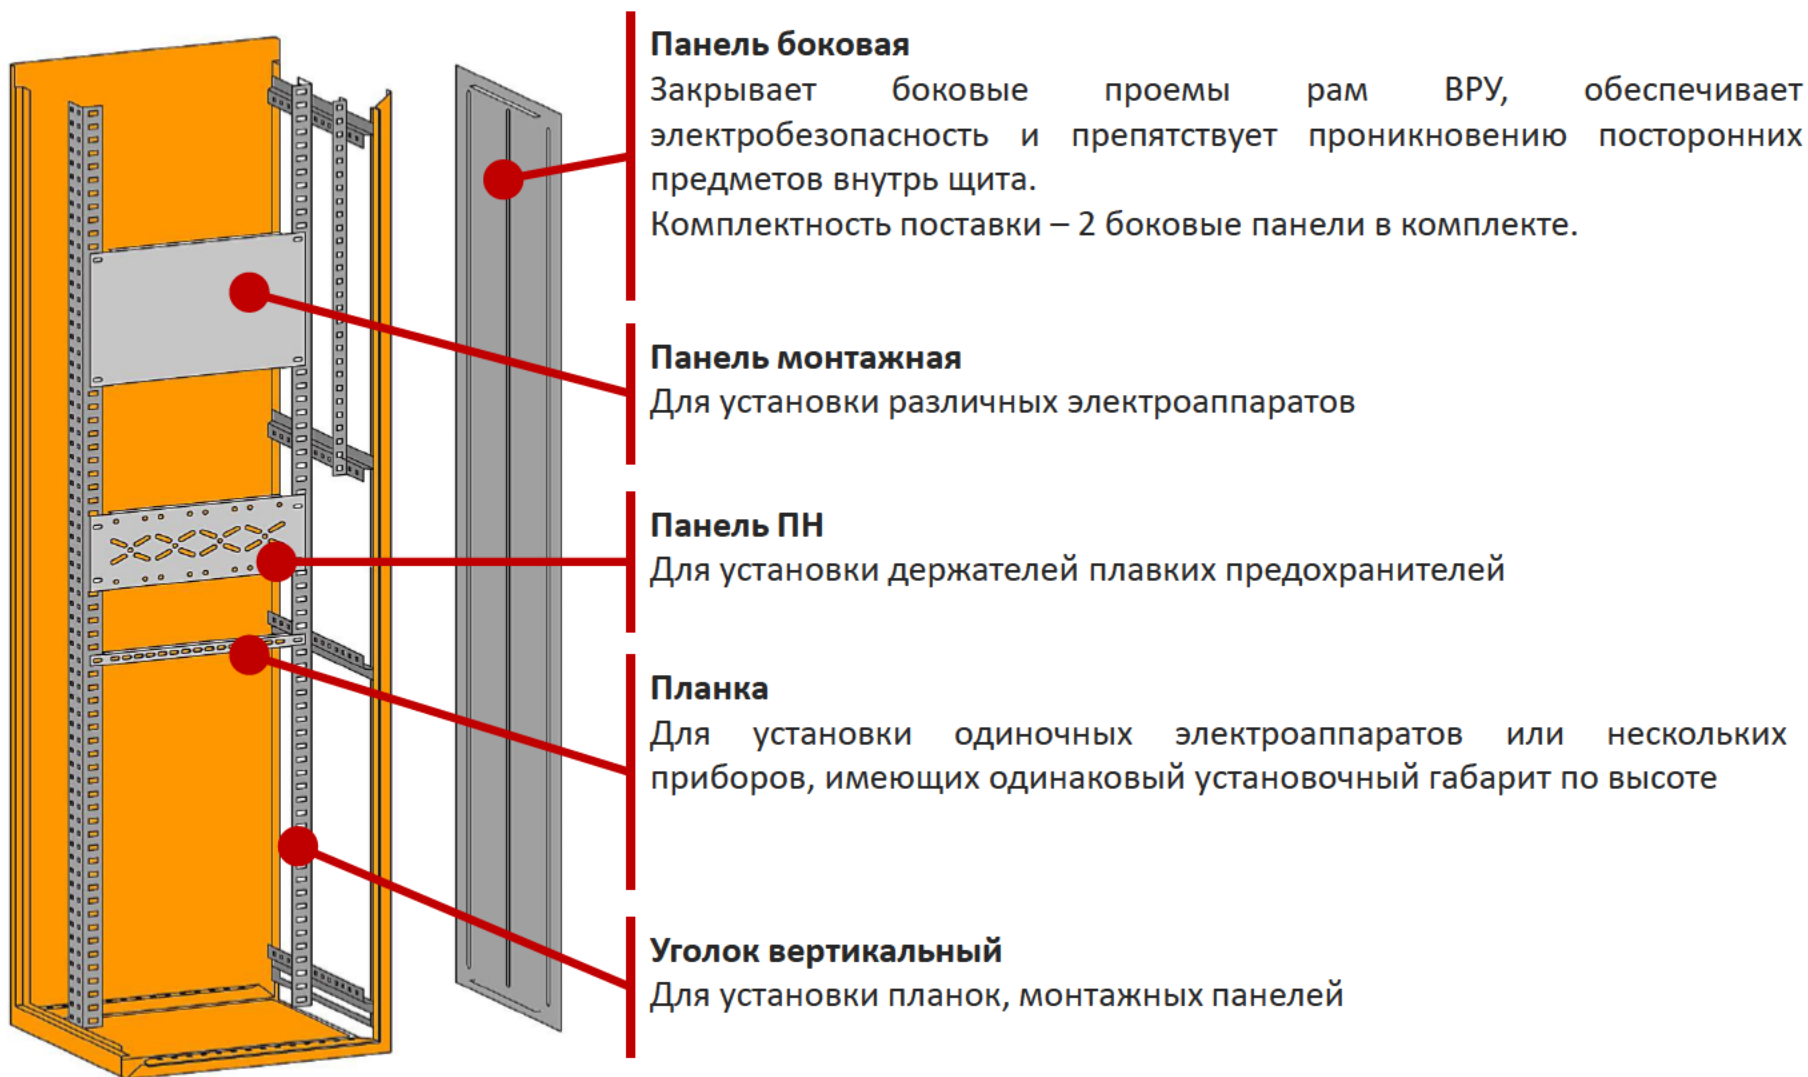 Панель боковая
Закрывает боковые проемы рам ВРУ, обеспечивает
электробезопасность и препятствует проникновению посторонних
предметов внутрь щита.
Комплектность поставки – 2 боковые панели в комплекте.
Панель монтажная
Для установки различных электроаппаратов
Панель ПН
Для установки держателей плавких предохранителей
Планка
Для установки одиночных электроаппаратов или нескольких
приборов, имеющих одинаковый установочный габарит по высоте
Уголок вертикальный
Для установки планок, монтажных панелей